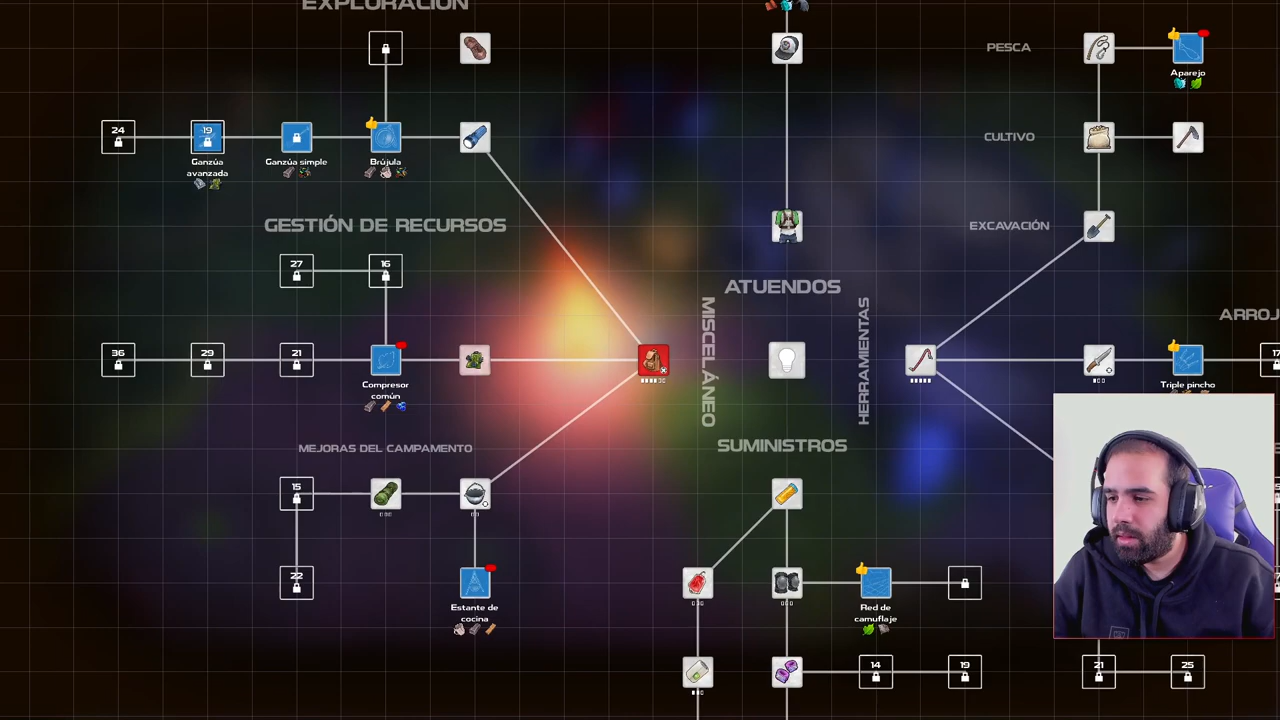 EXPLORACIÓN
PESCA
Aparejo
24
19
Ganzúa avanzada
Ganzúa simple
Brújula
CULTIVO
GESTIÓN DE RECURSOS
EXCAVACIÓN
27
16
ATUENDOS
MISCELÁNEO
HERRAMIENTAS
ARROJ
36
29
21
Compresor común
Triple pincho
17
MEJORAS DEL CAMPAMENTO
SUMINISTROS
15
22
Estante de cocina
Red de camuflaje
14
19
21
25